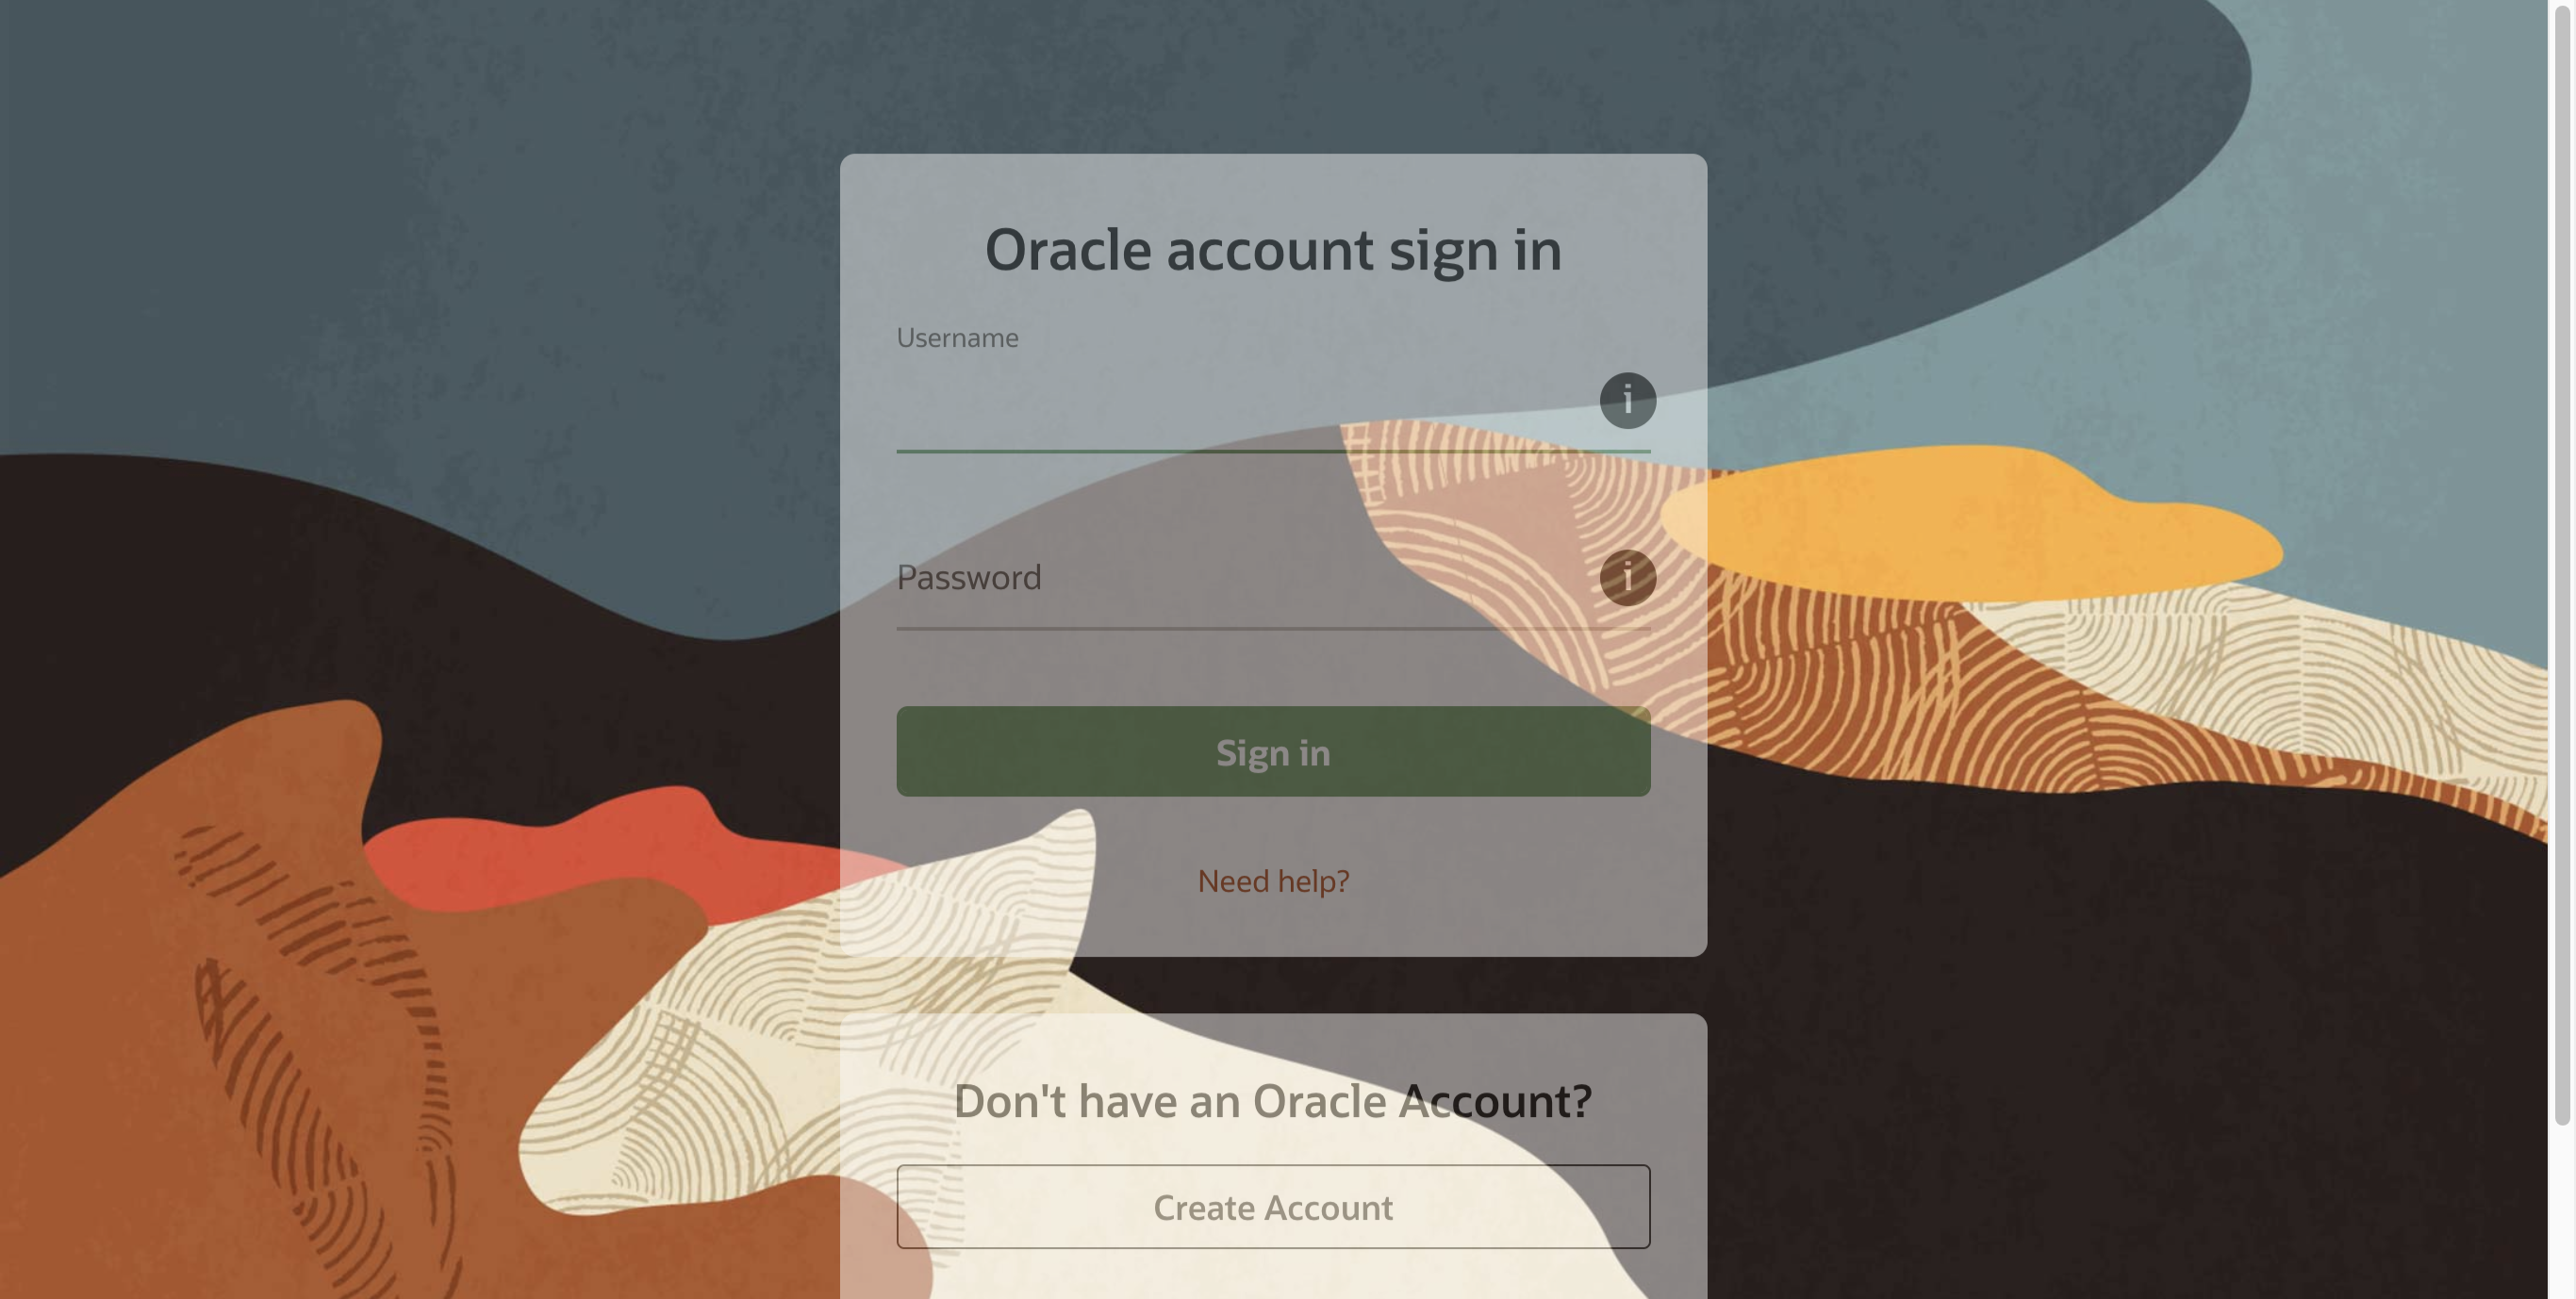 Oracle account sign in
Username
i
Password
i
Sign in
Need help?
Don't have an Oracle Account?
Create Account